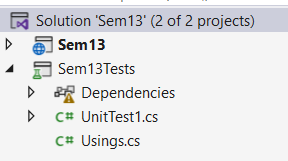 Solution 'Sem13' (2 of 2 projects)
Sem13
Sem13Tests
Dependencies
C# UnitTest1.cs
C# Usings.cs